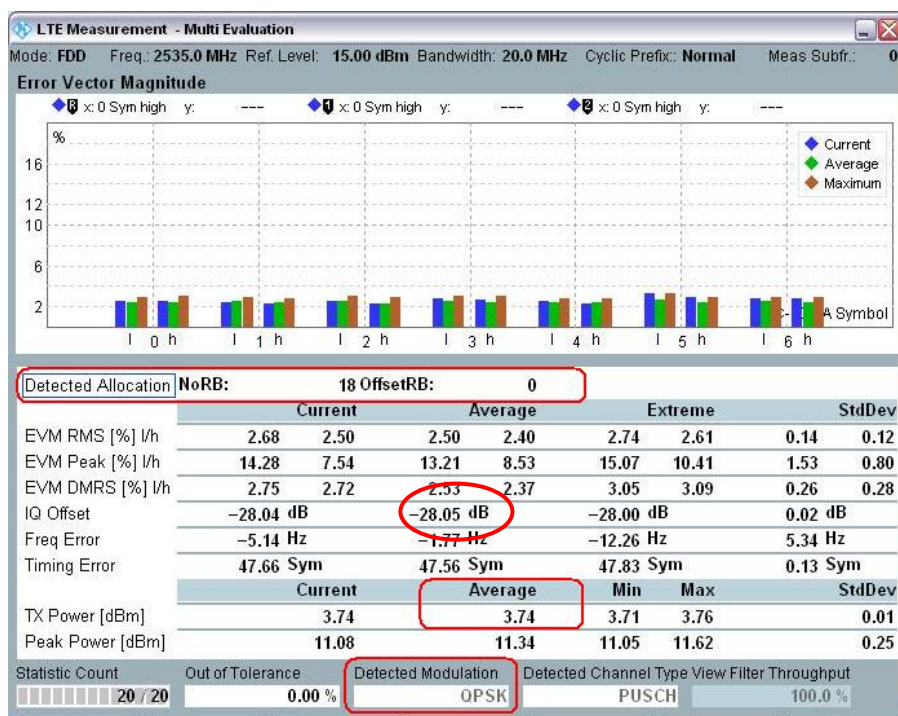 LTE Measurement - Multi Evaluation
Mode: FDD Freq.: 2535.0 MHz Ref. Level: 15.00 dBm Bandwidth: 20.0 MHz Cyclic Prefix.: Normal Meas Subfr.: 0
Error Vector Magnitude
R x: 0 Sym high y: --- 1 x: 0 Sym high y: --- 2 x: 0 Sym high y: ---
%
Current
16
Average
Maximum
12
10
6
2
A Symbol
l 0 h l 1 h l 2 h l 3 h l 4 h l 5 h l 6 h
Detected Allocation NoRB: 18 OffsetRB: 0
Current Average Extreme StdDev
EVM RMS [%] l/h 2.68 2.50 2.50 2.40 2.74 2.61 0.14 0.12
EVM Peak [%] l/h 14.28 7.54 13.21 8.53 15.07 10.41 1.53 0.80
EVM DMRS [%] l/h 2.75 2.72 2.53 2.37 3.05 3.09 0.26 0.28
IQ Offset -28.04 dB -28.05 dB -28.00 dB 0.02 dB
Freq Error -5.14 Hz -1.77 Hz -12.26 Hz 5.34 Hz
Timing Error 47.66 Sym 47.56 Sym 47.83 Sym 0.13 Sym
Current Average Min Max StdDev
TX Power [dBm] 3.74 3.74 3.71 3.76 0.01
Peak Power [dBm] 11.08 11.34 11.05 11.62 0.25
Statistic Count Out of Tolerance Detected Modulation Detected Channel Type View Filter Throughput
20 / 20 0.00 % QPSK PUSCH 100.0 %